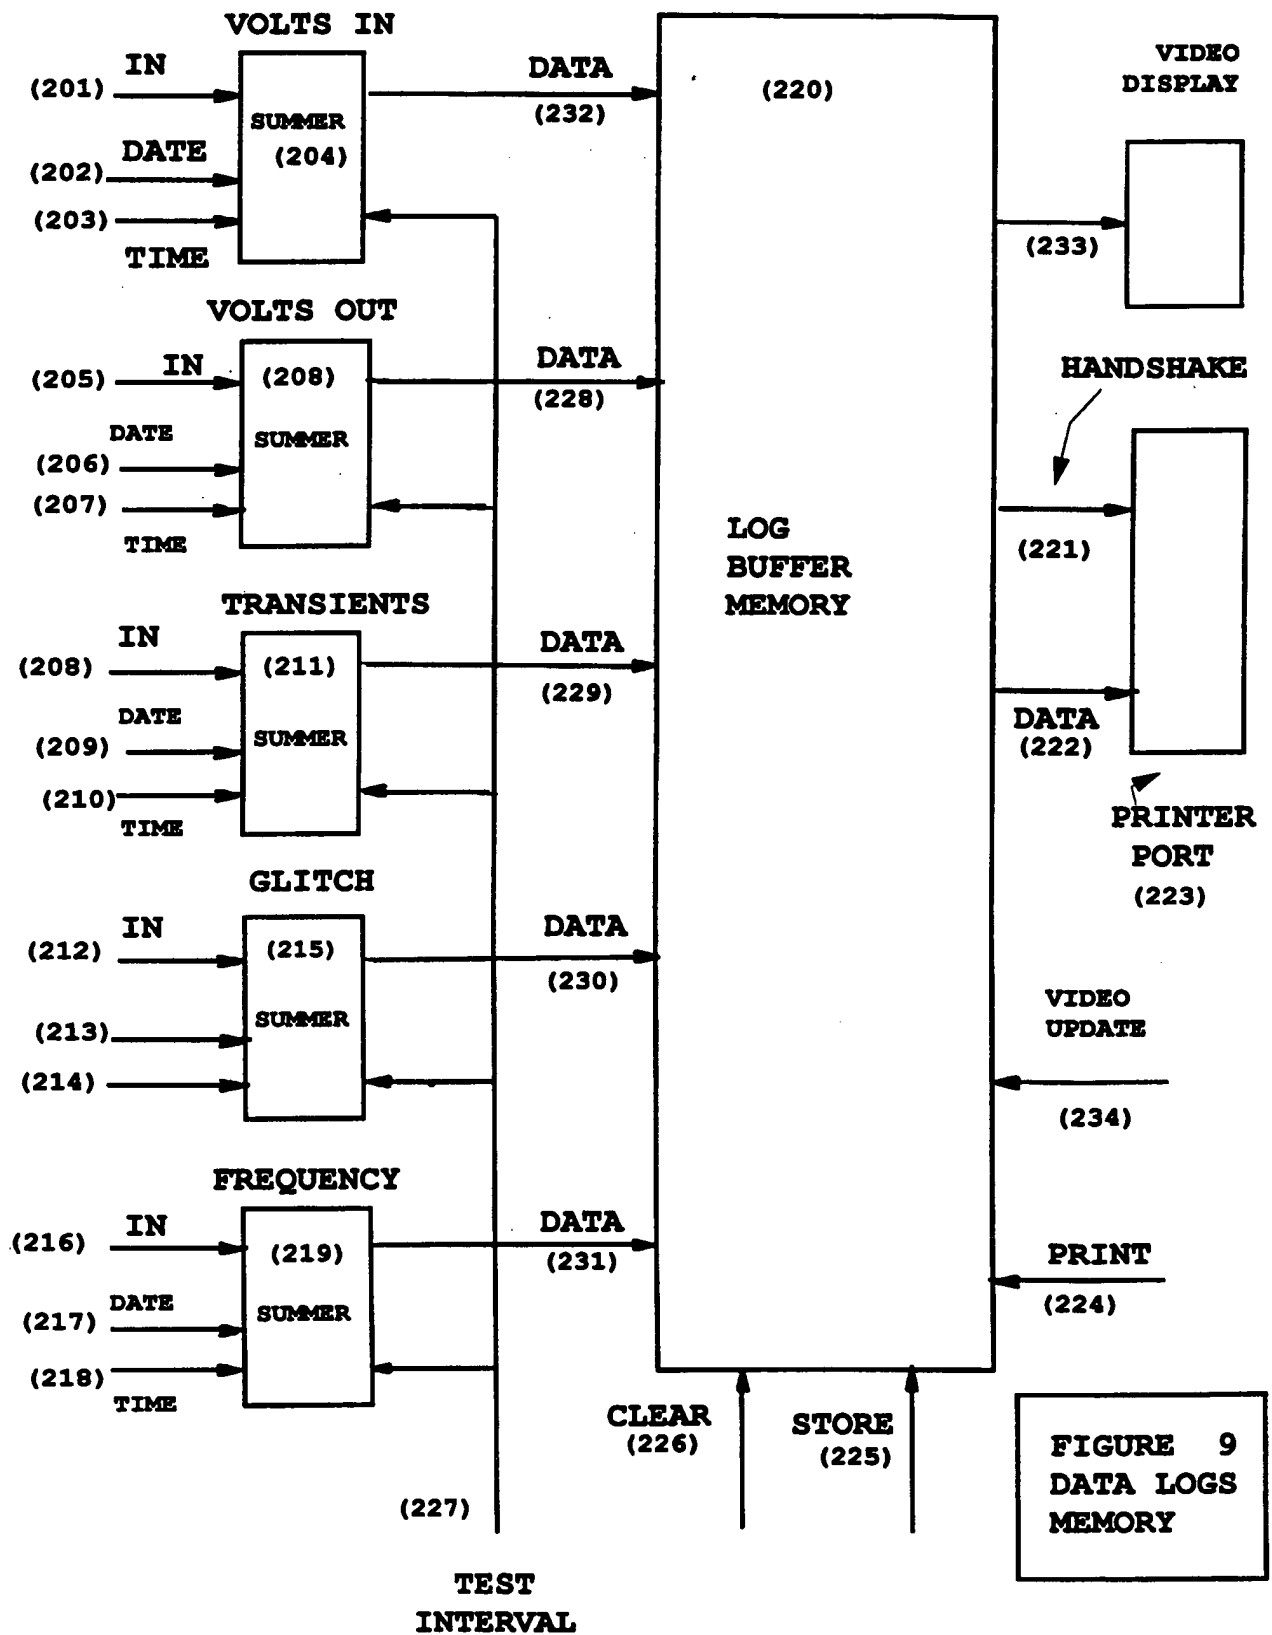 VOLTS IN
IN
(201)
DATE
(202)
(203)
TIME
SUMMER
(204)
DATA
(232)
VOLTS OUT
IN
(205)
DATE
(206)
(207)
TIME
(208)
SUMMER
DATA
(228)
TRANSIENTS
IN
(208)
DATE
(209)
(210)
TIME
(211)
SUMMER
DATA
(229)
GLITCH
IN
(212)
(213)
(214)
(215)
SUMMER
DATA
(230)
FREQUENCY
IN
(216)
DATE
(217)
(218)
TIME
(219)
SUMMER
DATA
(231)
(227)
TEST
INTERVAL
(220)
LOG
BUFFER
MEMORY
CLEAR
(226)
STORE
(225)
VIDEO
DISPLAY
(233)
HANDSHAKE
(221)
DATA
(222)
PRINTER
PORT
(223)
VIDEO
UPDATE
(234)
PRINT
(224)
FIGURE 9
DATA LOGS
MEMORY